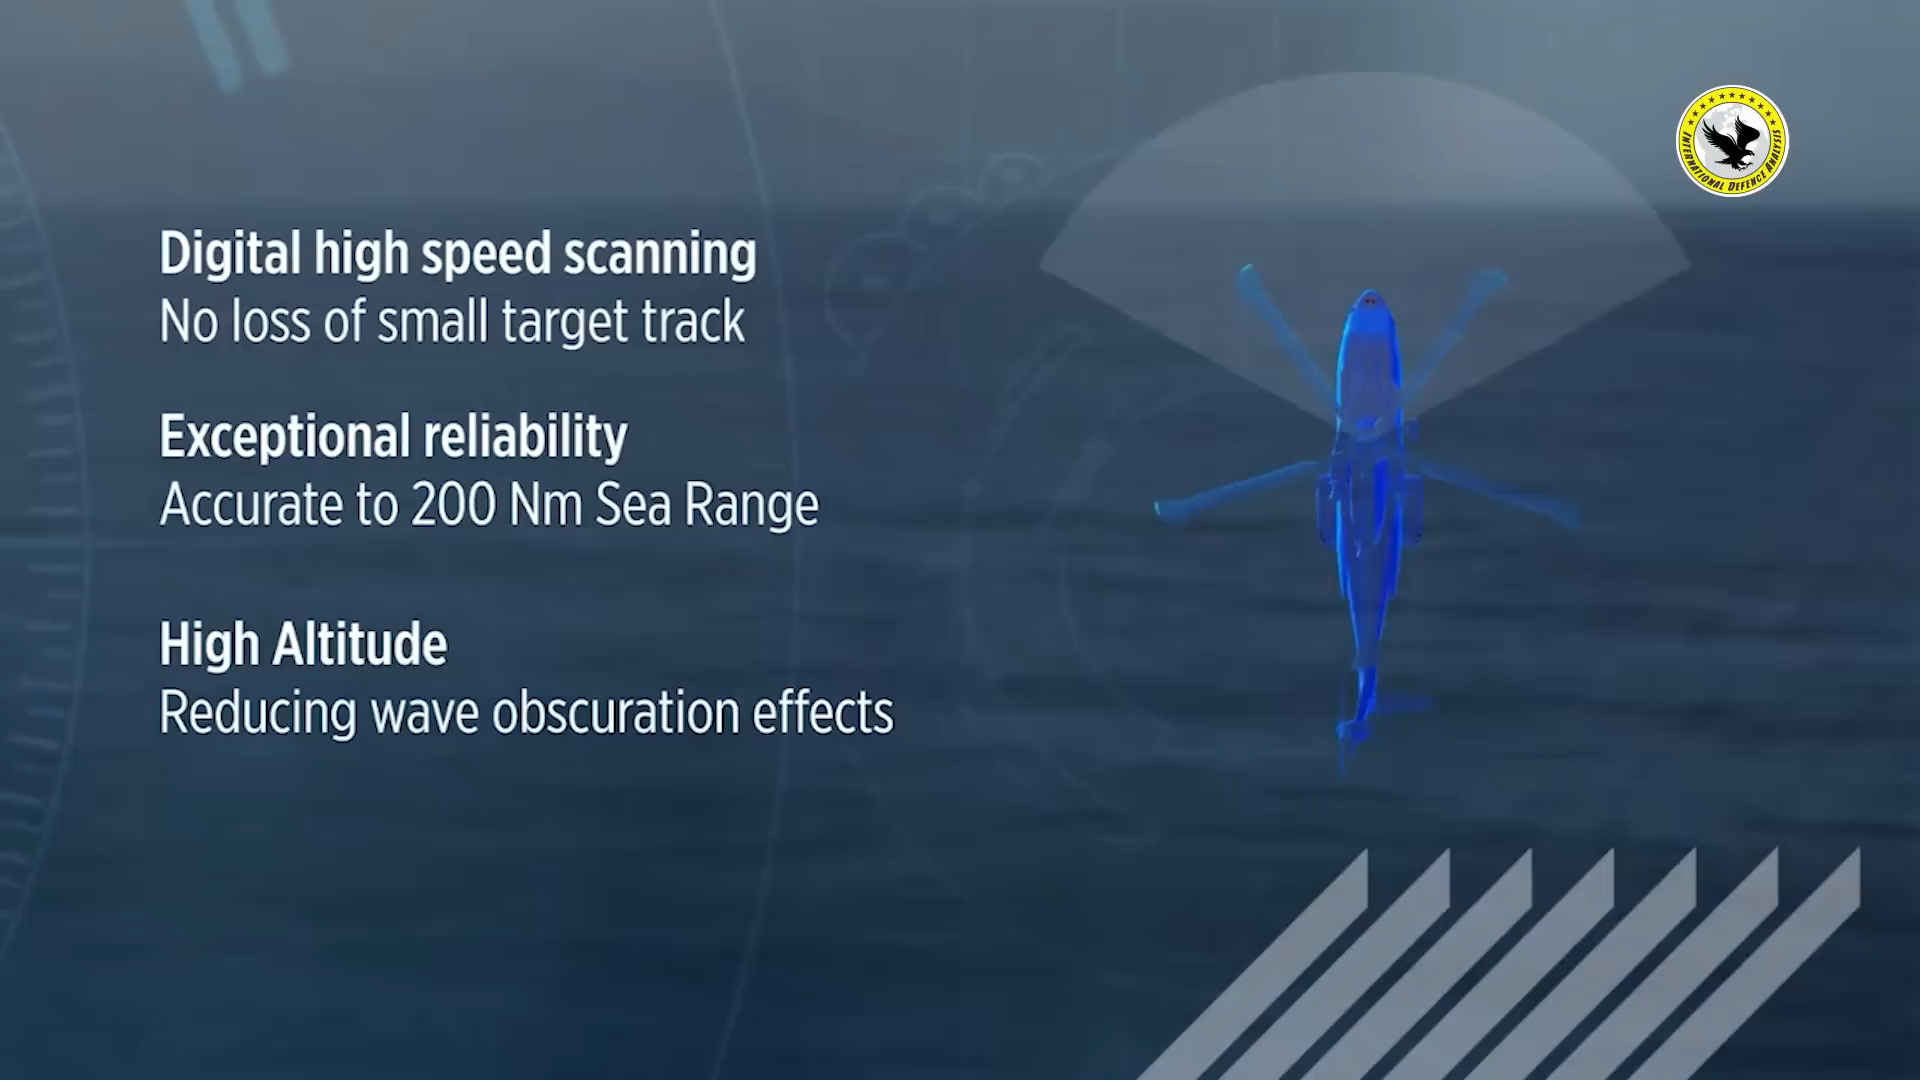 Digital high speed scanning
No loss of small target track
Exceptional reliability
Accurate to 200 Nm Sea Range
High Altitude
Reducing wave obscuration effects
INTERNATIONAL DEFENCE ANALYSIS